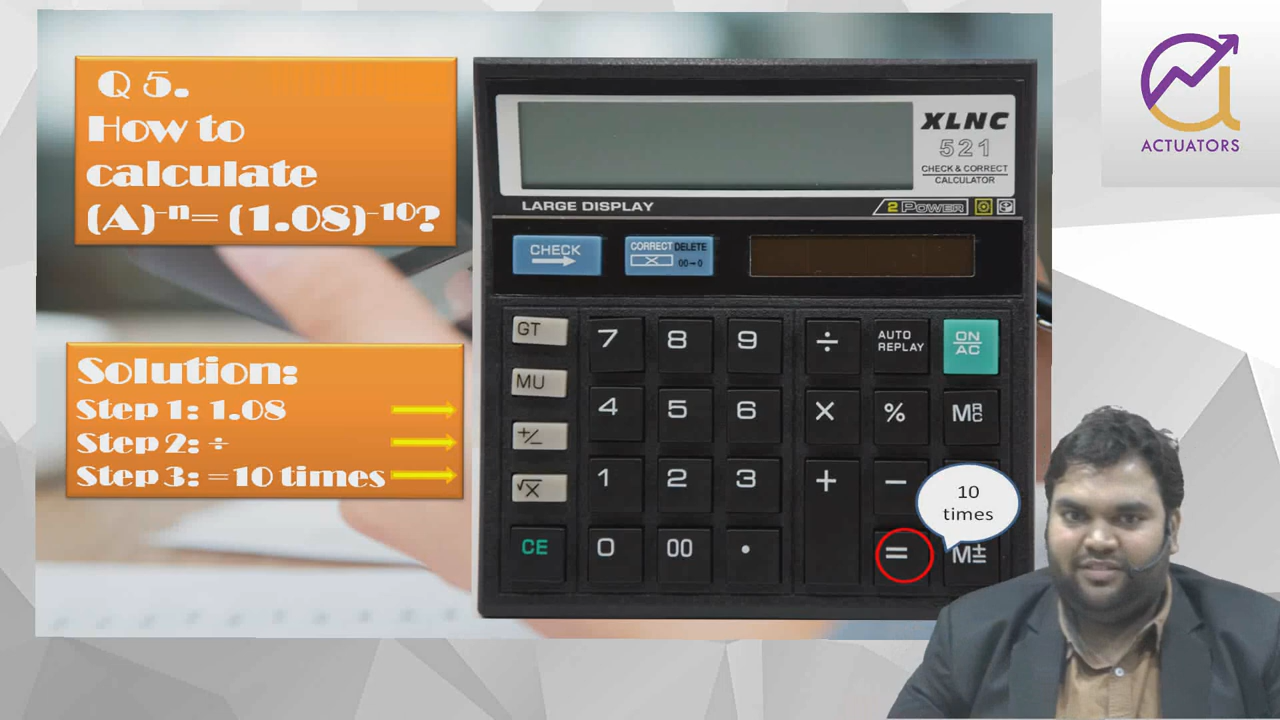 Q 5.
How to
calculate
(A)⁻ⁿ= (1.08)⁻¹⁰?
Solution:
Step 1: 1.08
Step 2: ÷
Step 3: =10 times
XLNC
521
CHECK & CORRECT
CALCULATOR
LARGE DISPLAY
2 POWER
CHECK
CORRECT DELETE
00→0
GT 7 8 9 ÷ AUTO REPLAY ON/AC
MU 4 5 6 X % MRC
+/− 1 2 3 + −
√X
CE 0 00 . = M±
10
times
ACTUATORS